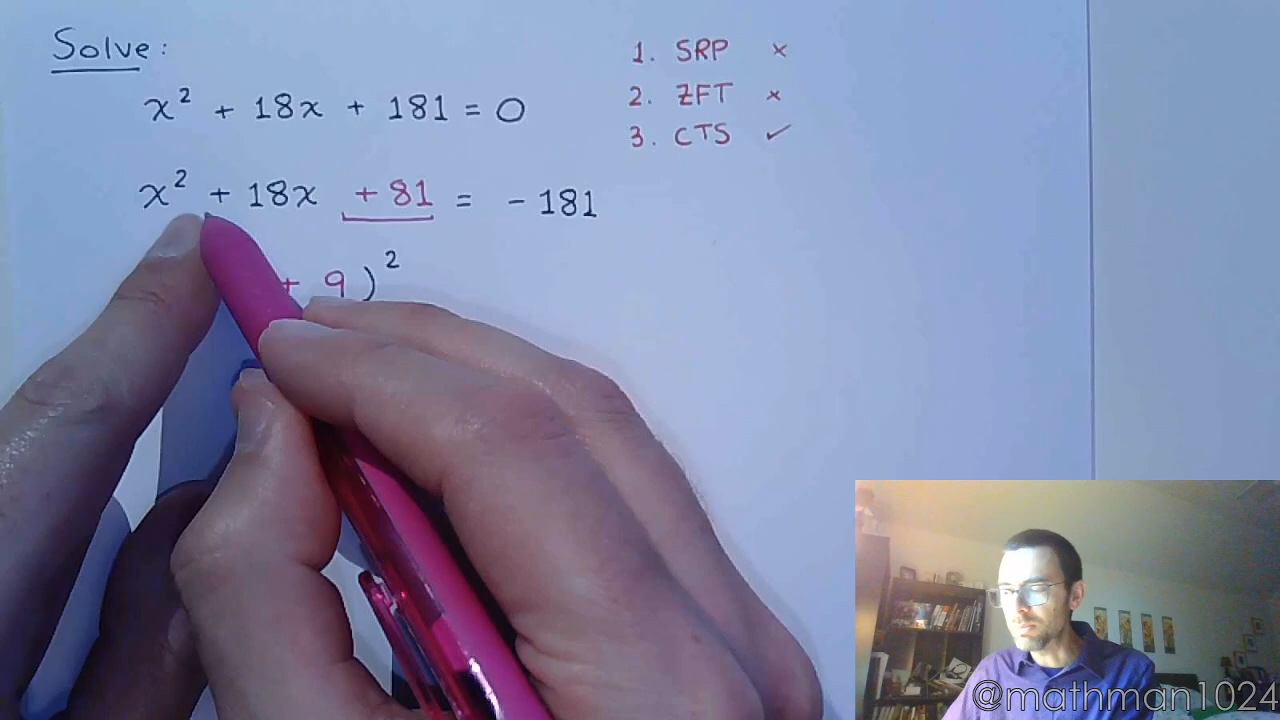 Solve:
x² + 18x + 181 = 0
x² + 18x + 81 = - 181
+ 9)²
1. SRP ×
2. ZFT ×
3. CTS ✓
@mathman1024